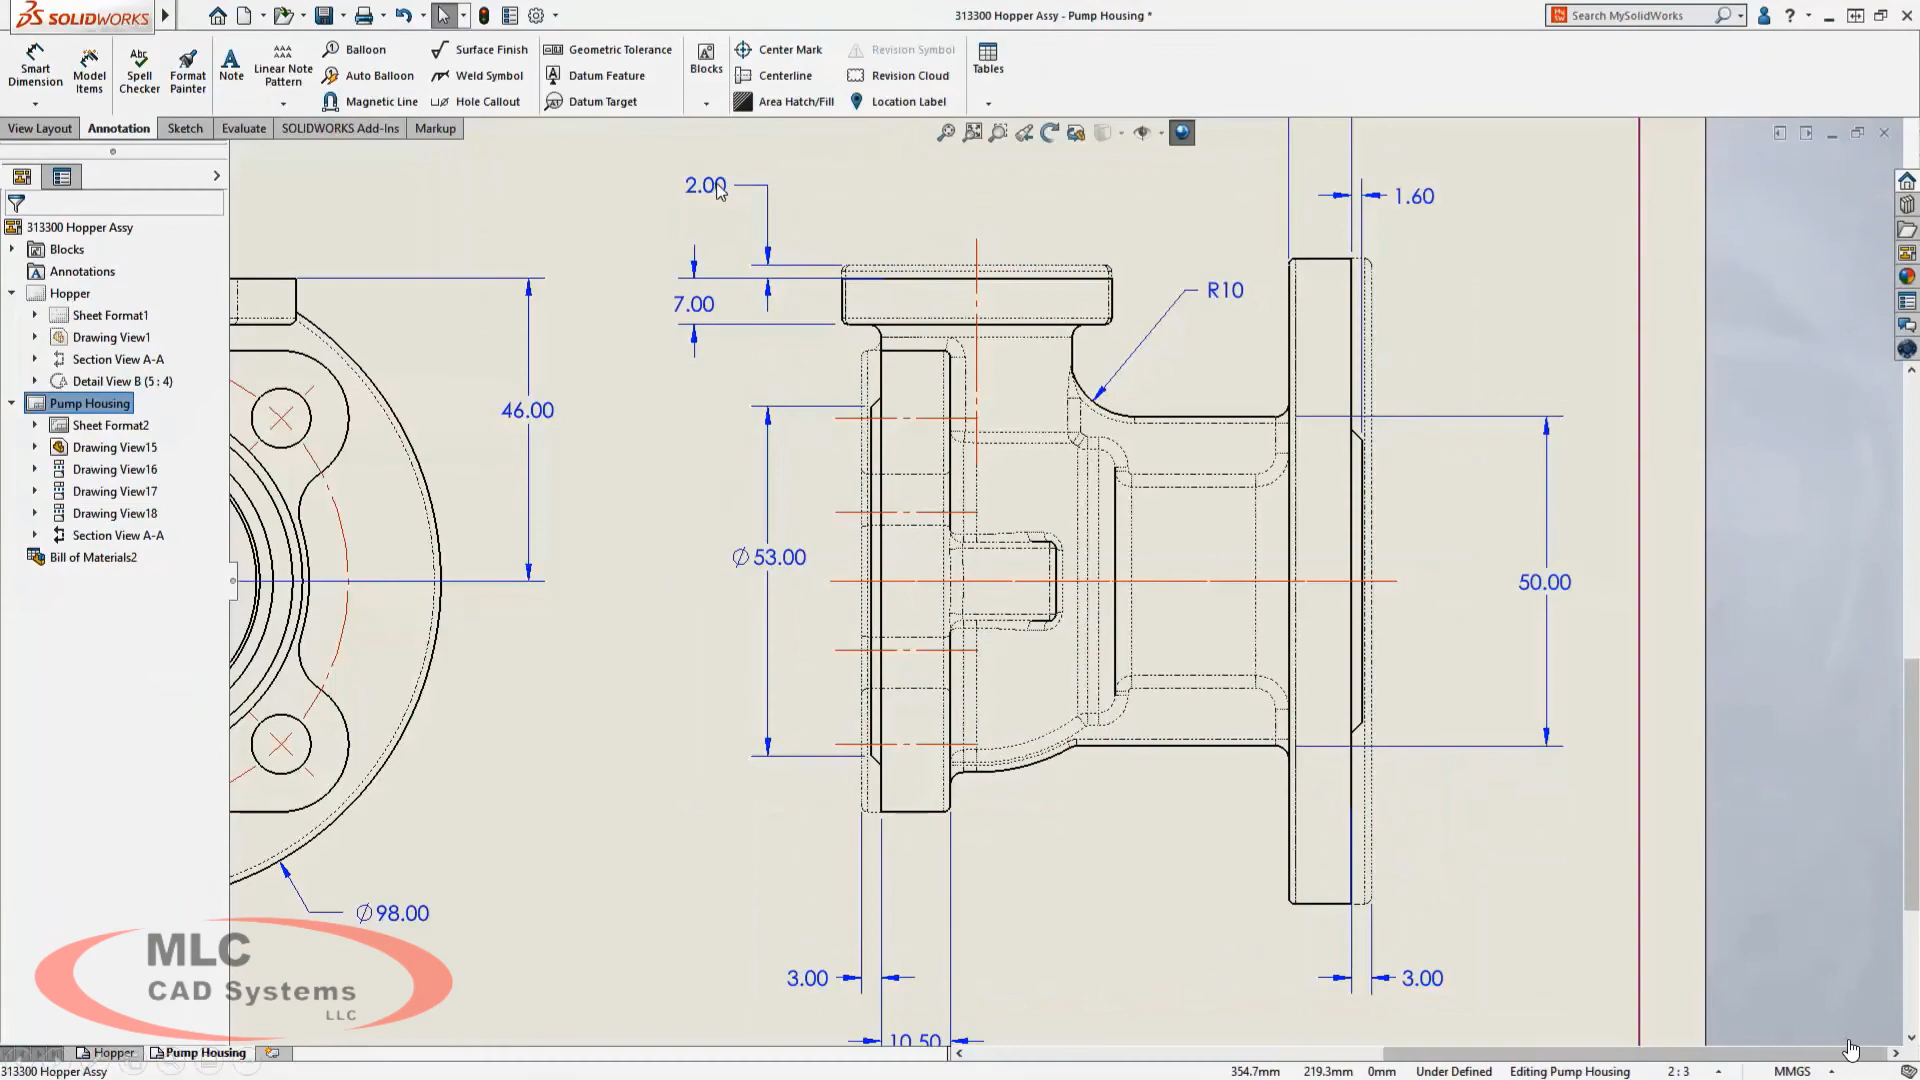 SOLIDWORKS
313300 Hopper Assy - Pump Housing *
Search MySolidWorks
Smart Dimension
Model Items
Spell Checker
Format Painter
Note
Linear Note Pattern
Balloon
Auto Balloon
Magnetic Line
Surface Finish
Weld Symbol
Hole Callout
Geometric Tolerance
Datum Feature
Datum Target
Blocks
Center Mark
Centerline
Area Hatch/Fill
Revision Symbol
Revision Cloud
Location Label
Tables
View Layout
Annotation
Sketch
Evaluate
SOLIDWORKS Add-Ins
Markup
313300 Hopper Assy
Blocks
Annotations
Hopper
Sheet Format1
Drawing View1
Section View A-A
Detail View B (5 : 4)
Pump Housing
Sheet Format2
Drawing View15
Drawing View16
Drawing View17
Drawing View18
Section View A-A
Bill of Materials2
2.00
1.60
7.00
R10
46.00
∅53.00
50.00
∅98.00
3.00
3.00
10.50
MLC
CAD Systems
LLC
Hopper
Pump Housing
313300 Hopper Assy
354.7mm
219.3mm
0mm
Under Defined
Editing Pump Housing
2 : 3
MMGS